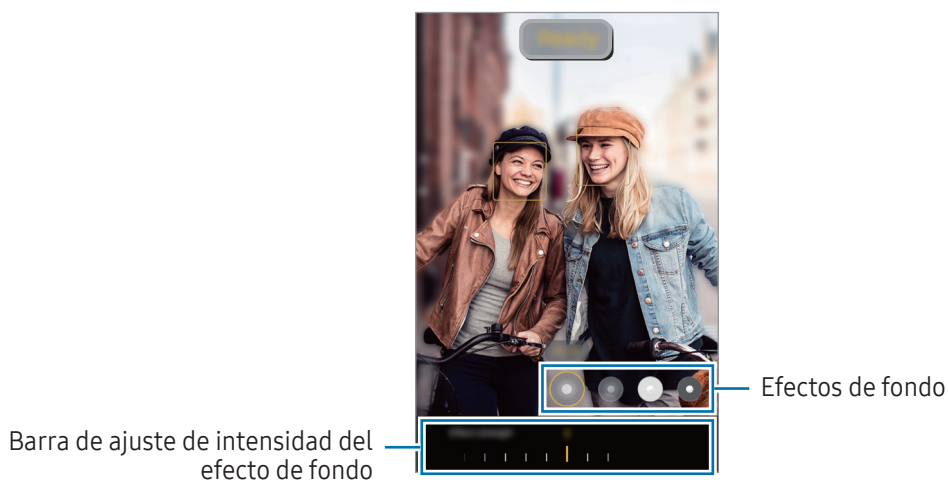 Efectos de fondo
Barra de ajuste de intensidad del
efecto de fondo